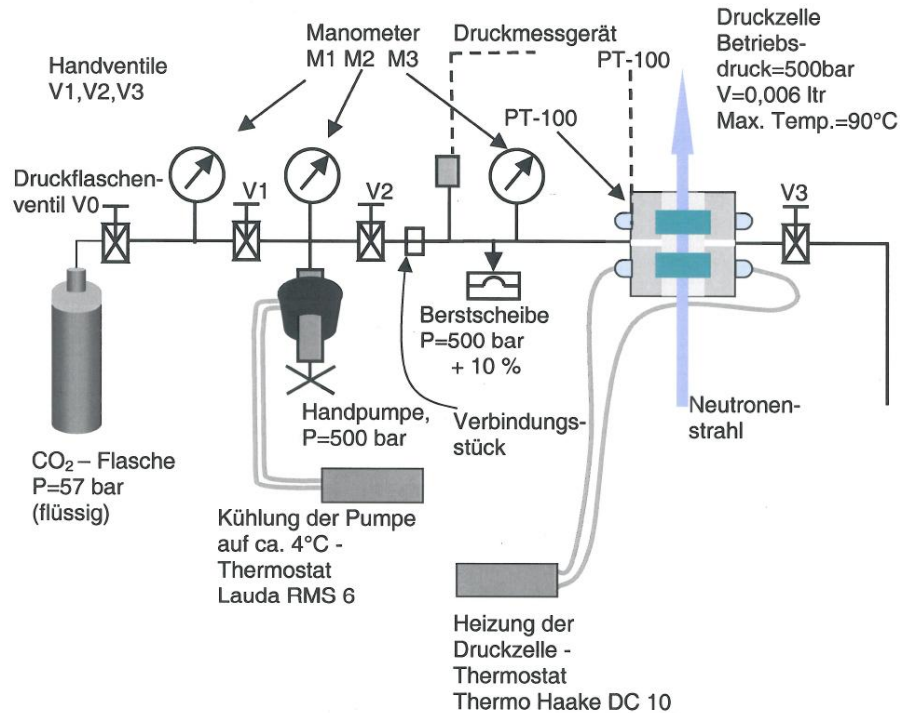 Handventile
V1,V2,V3
Manometer
M1 M2 M3
Druckmessgerät
PT-100
PT-100
Druckzelle
Betriebs-
druck=500bar
V=0,006 ltr
Max. Temp.=90°C
Druckflaschen-
ventil V0
V1
V2
V3
Berstscheibe
P=500 bar
+ 10 %
Handpumpe,
P=500 bar
Verbindungs-
stück
Neutronen-
strahl
CO₂ – Flasche
P=57 bar
(flüssig)
Kühlung der Pumpe
auf ca. 4°C -
Thermostat
Lauda RMS 6
Heizung der
Druckzelle -
Thermostat
Thermo Haake DC 10